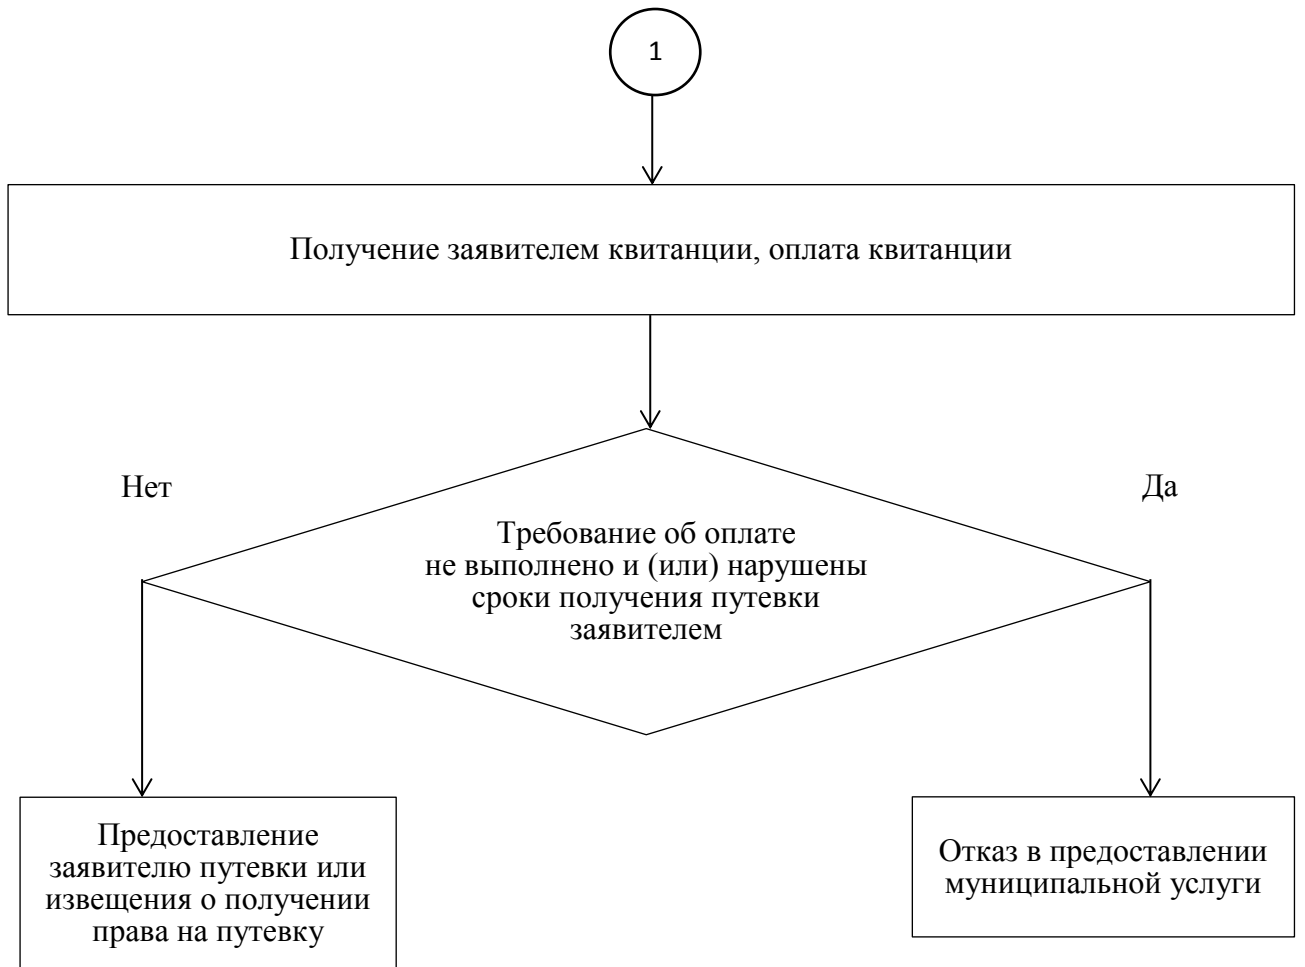 1
Получение заявителем квитанции, оплата квитанции
Нет
Да
Требование об оплате
не выполнено и (или) нарушены
сроки получения путевки
заявителем
Предоставление
заявителю путевки или
извещения о получении
права на путевку
Отказ в предоставлении
муниципальной услуги